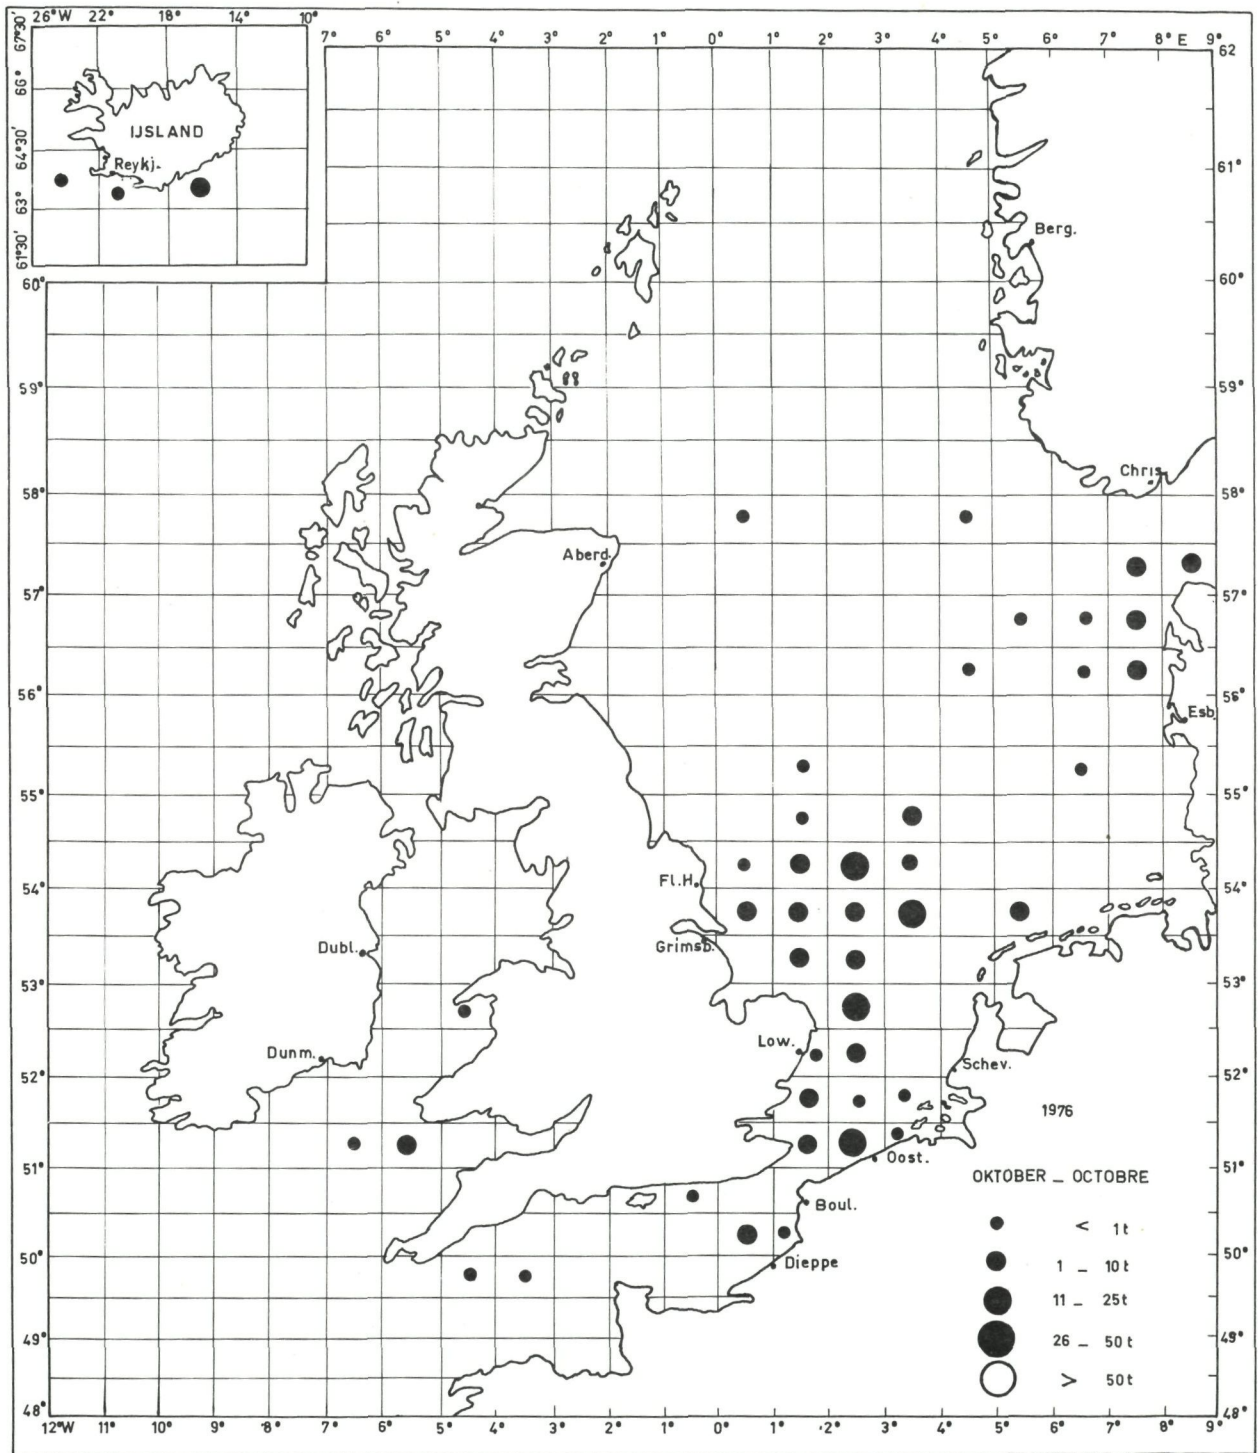 26°W 22° 18° 14° 10°
67°30'
66°
64°30'
63°
61°30'
IJSLAND
Reykj.
7° 6° 5° 4° 3° 2° 1° 0° 1° 2° 3° 4° 5° 6° 7° 8° E 9°
62
61°
60° 60°
59° 59°
58° 58°
57° 57°
56° 56°
55° 55°
54° 54°
53° 53°
52° 52°
51° 51°
50° 50°
49° 49°
48° 48°
Berg.
Chris
Aberd.
Esb
Fl.H.
Grimsb.
Dubl.
Dunm.
Low.
Schev.
Oost.
Boul.
Dieppe
1976
OKTOBER _ OCTOBRE
< 1t
1 _ 10t
11 _ 25t
26 _ 50t
> 50t
12°W 11° 10° 9° 8° 7° 6° 5° 4° 3° 2° 1° 0° 1° 2° 3° 4° 5° 6° 7° 8° 9°